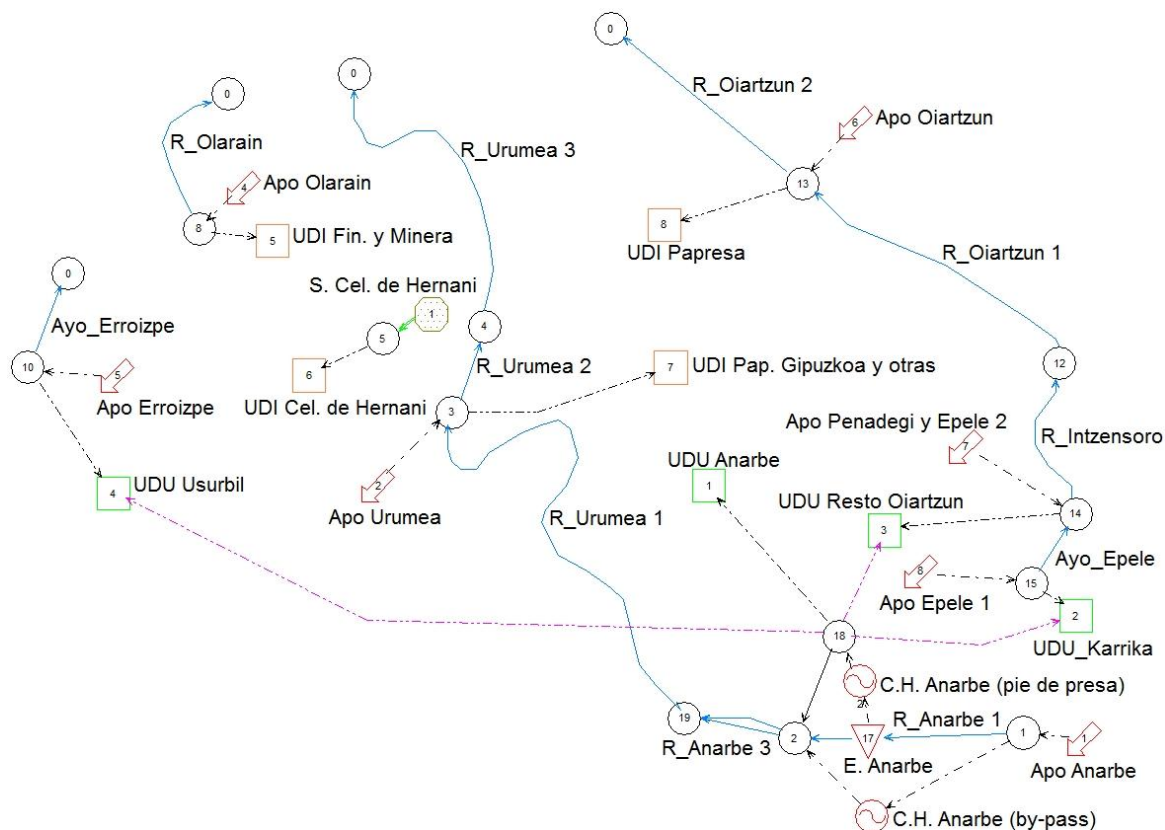 0
R_Oiartzun 2
0
0
R_Olarain
R_Urumea 3
6
Apo Oiartzun
4
Apo Olarain
13
8
5
UDI Fin. y Minera
8
UDI Papresa
R_Oiartzun 1
0
S. Cel. de Hernani
1
Ayo_Erroizpe
5
4
10
5
Apo Erroizpe
6
UDI Cel. de Hernani
R_Urumea 2
7
UDI Pap. Gipuzkoa y otras
12
3
Apo Penadegi y Epele 2
7
R_Intzensoro
UDU Anarbe
1
UDU Usurbil
4
2
Apo Urumea
UDU Resto Oiartzun
3
14
R_Urumea 1
Ayo_Epele
8
Apo Epele 1
15
2
UDU_Karrika
18
C.H. Anarbe (pie de presa)
2
19
R_Anarbe 3
2
17
E. Anarbe
R_Anarbe 1
1
1
Apo Anarbe
C.H. Anarbe (by-pass)